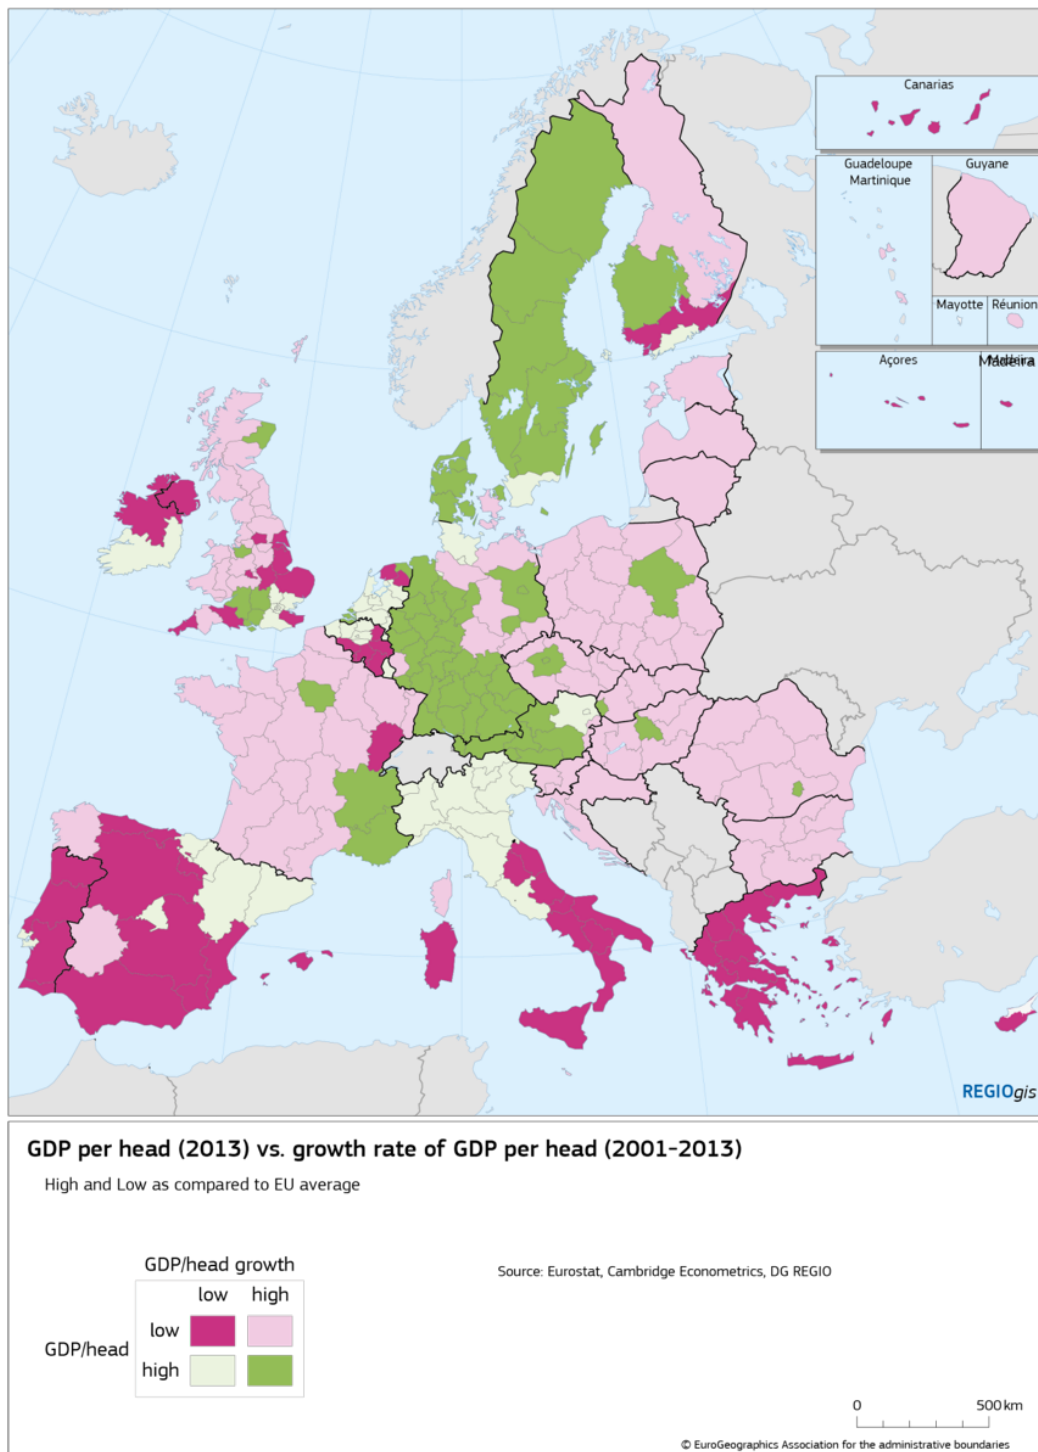 Canarias
Guadeloupe
Martinique
Guyane
Mayotte
Réunion
Açores
Madeira
REGIOgis
GDP per head (2013) vs. growth rate of GDP per head (2001-2013)
High and Low as compared to EU average
GDP/head growth
low high
low
GDP/head
high
Source: Eurostat, Cambridge Econometrics, DG REGIO
0 500 km
© EuroGeographics Association for the administrative boundaries